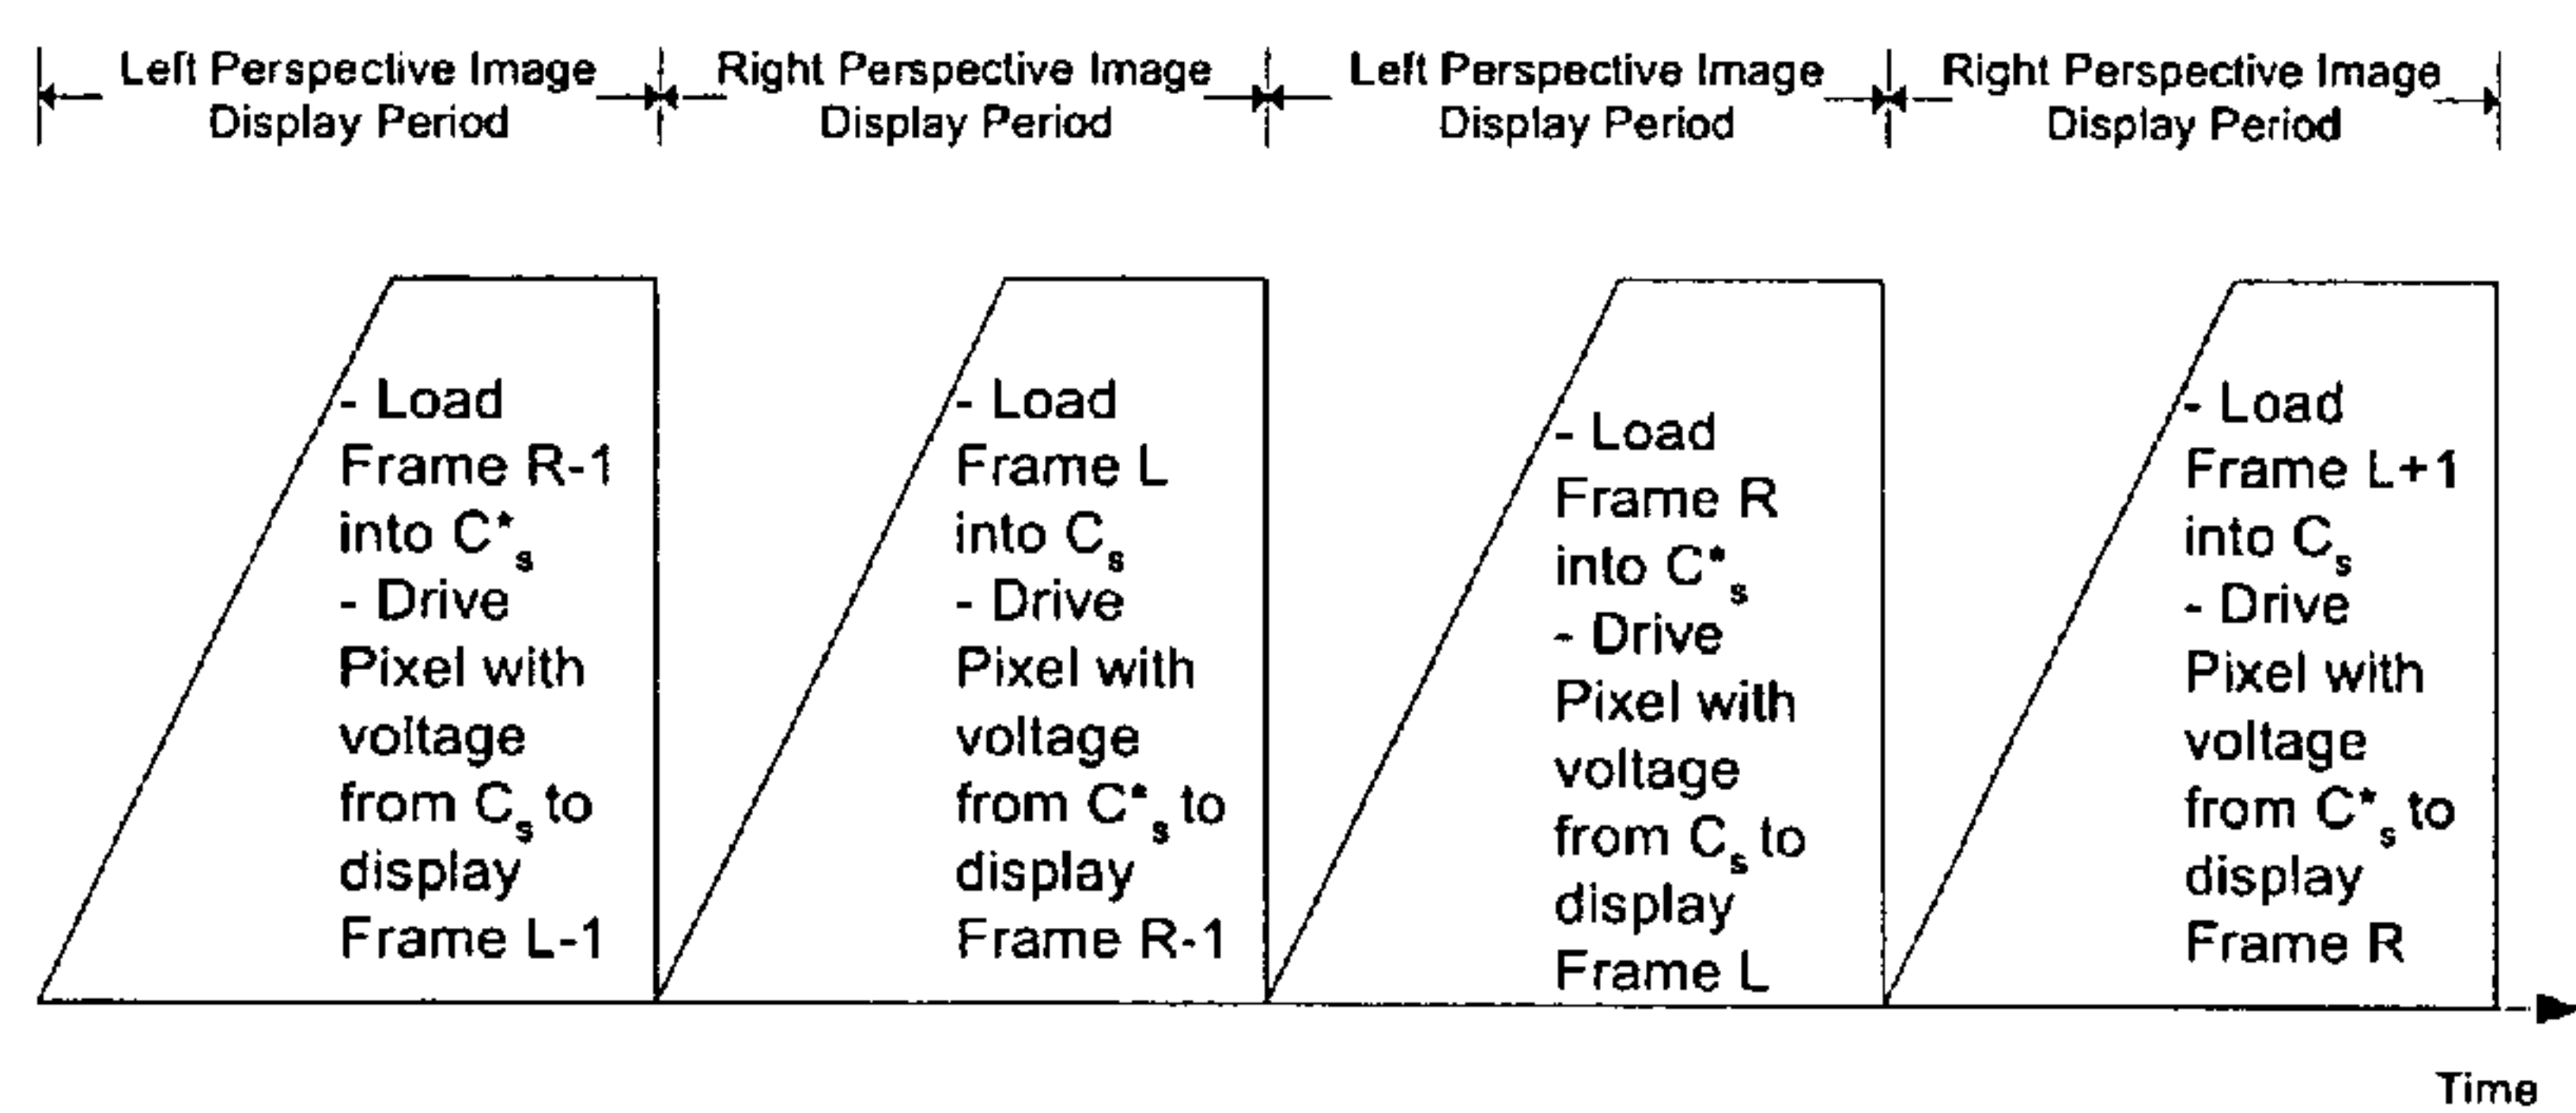 Left Perspective Image
Display Period
Right Perspective Image
Display Period
Left Perspective Image
Display Period
Right Perspective Image
Display Period
- Load
Frame R-1
into C*s
- Drive
Pixel with
voltage
from Cs to
display
Frame L-1
- Load
Frame L
into Cs
- Drive
Pixel with
voltage
from C*s to
display
Frame R-1
- Load
Frame R
into C*s
- Drive
Pixel with
voltage
from Cs to
display
Frame L
- Load
Frame L+1
into Cs
- Drive
Pixel with
voltage
from C*s to
display
Frame R
Time